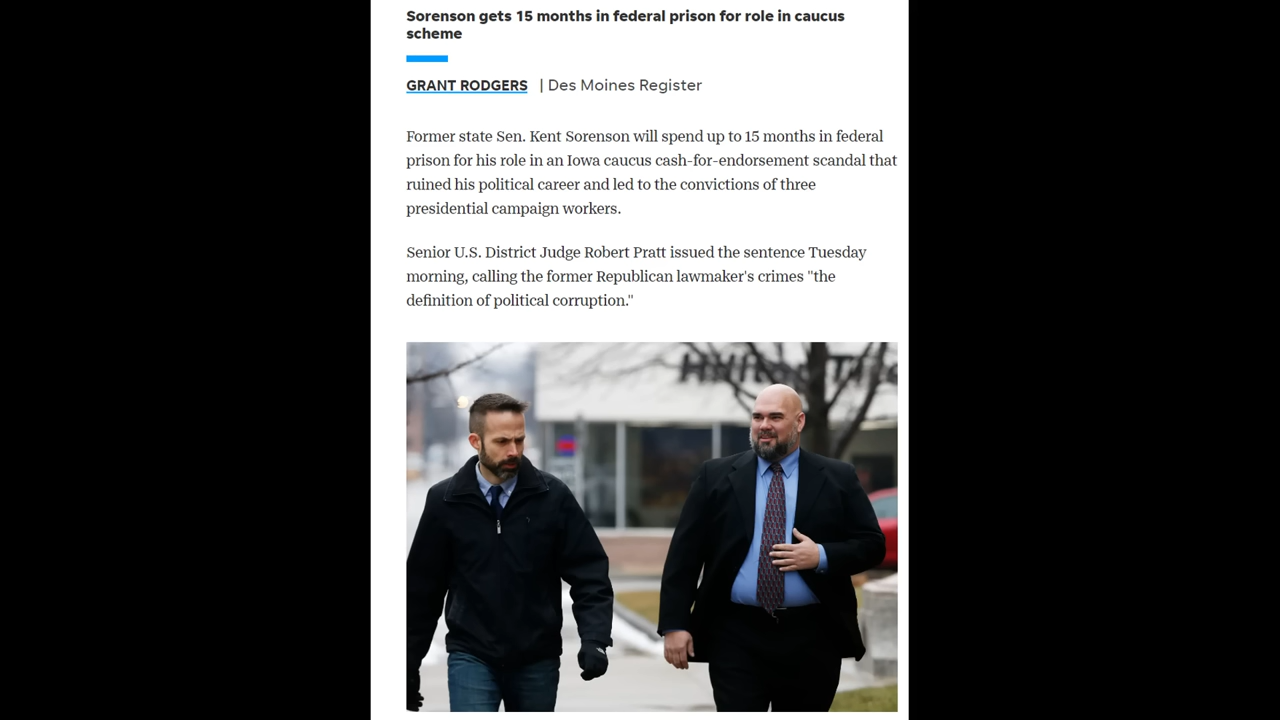 Sorenson gets 15 months in federal prison for role in caucus
scheme
GRANT RODGERS | Des Moines Register
Former state Sen. Kent Sorenson will spend up to 15 months in federal
prison for his role in an Iowa caucus cash-for-endorsement scandal that
ruined his political career and led to the convictions of three
presidential campaign workers.
Senior U.S. District Judge Robert Pratt issued the sentence Tuesday
morning, calling the former Republican lawmaker's crimes "the
definition of political corruption."